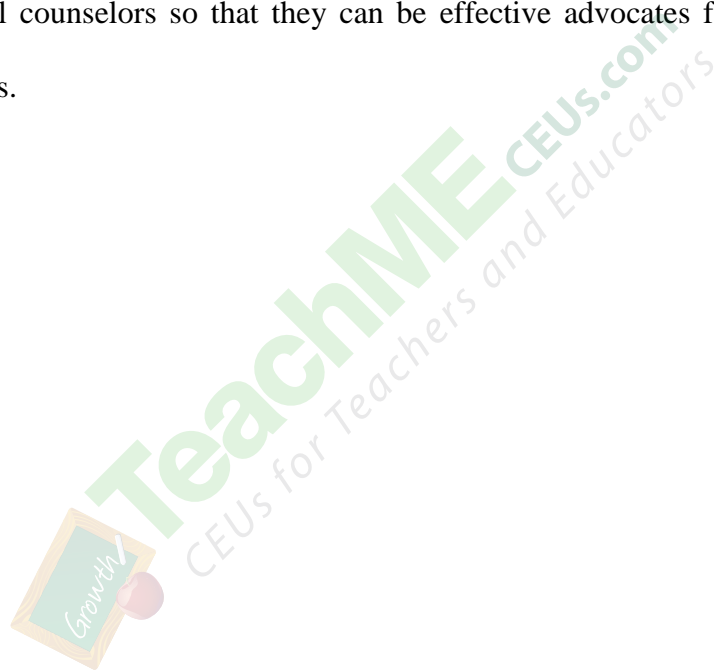 l counselors so that they can be effective advocates f
s.
TeachME CEUs.com
CEUs for Teachers and Educators
Growth